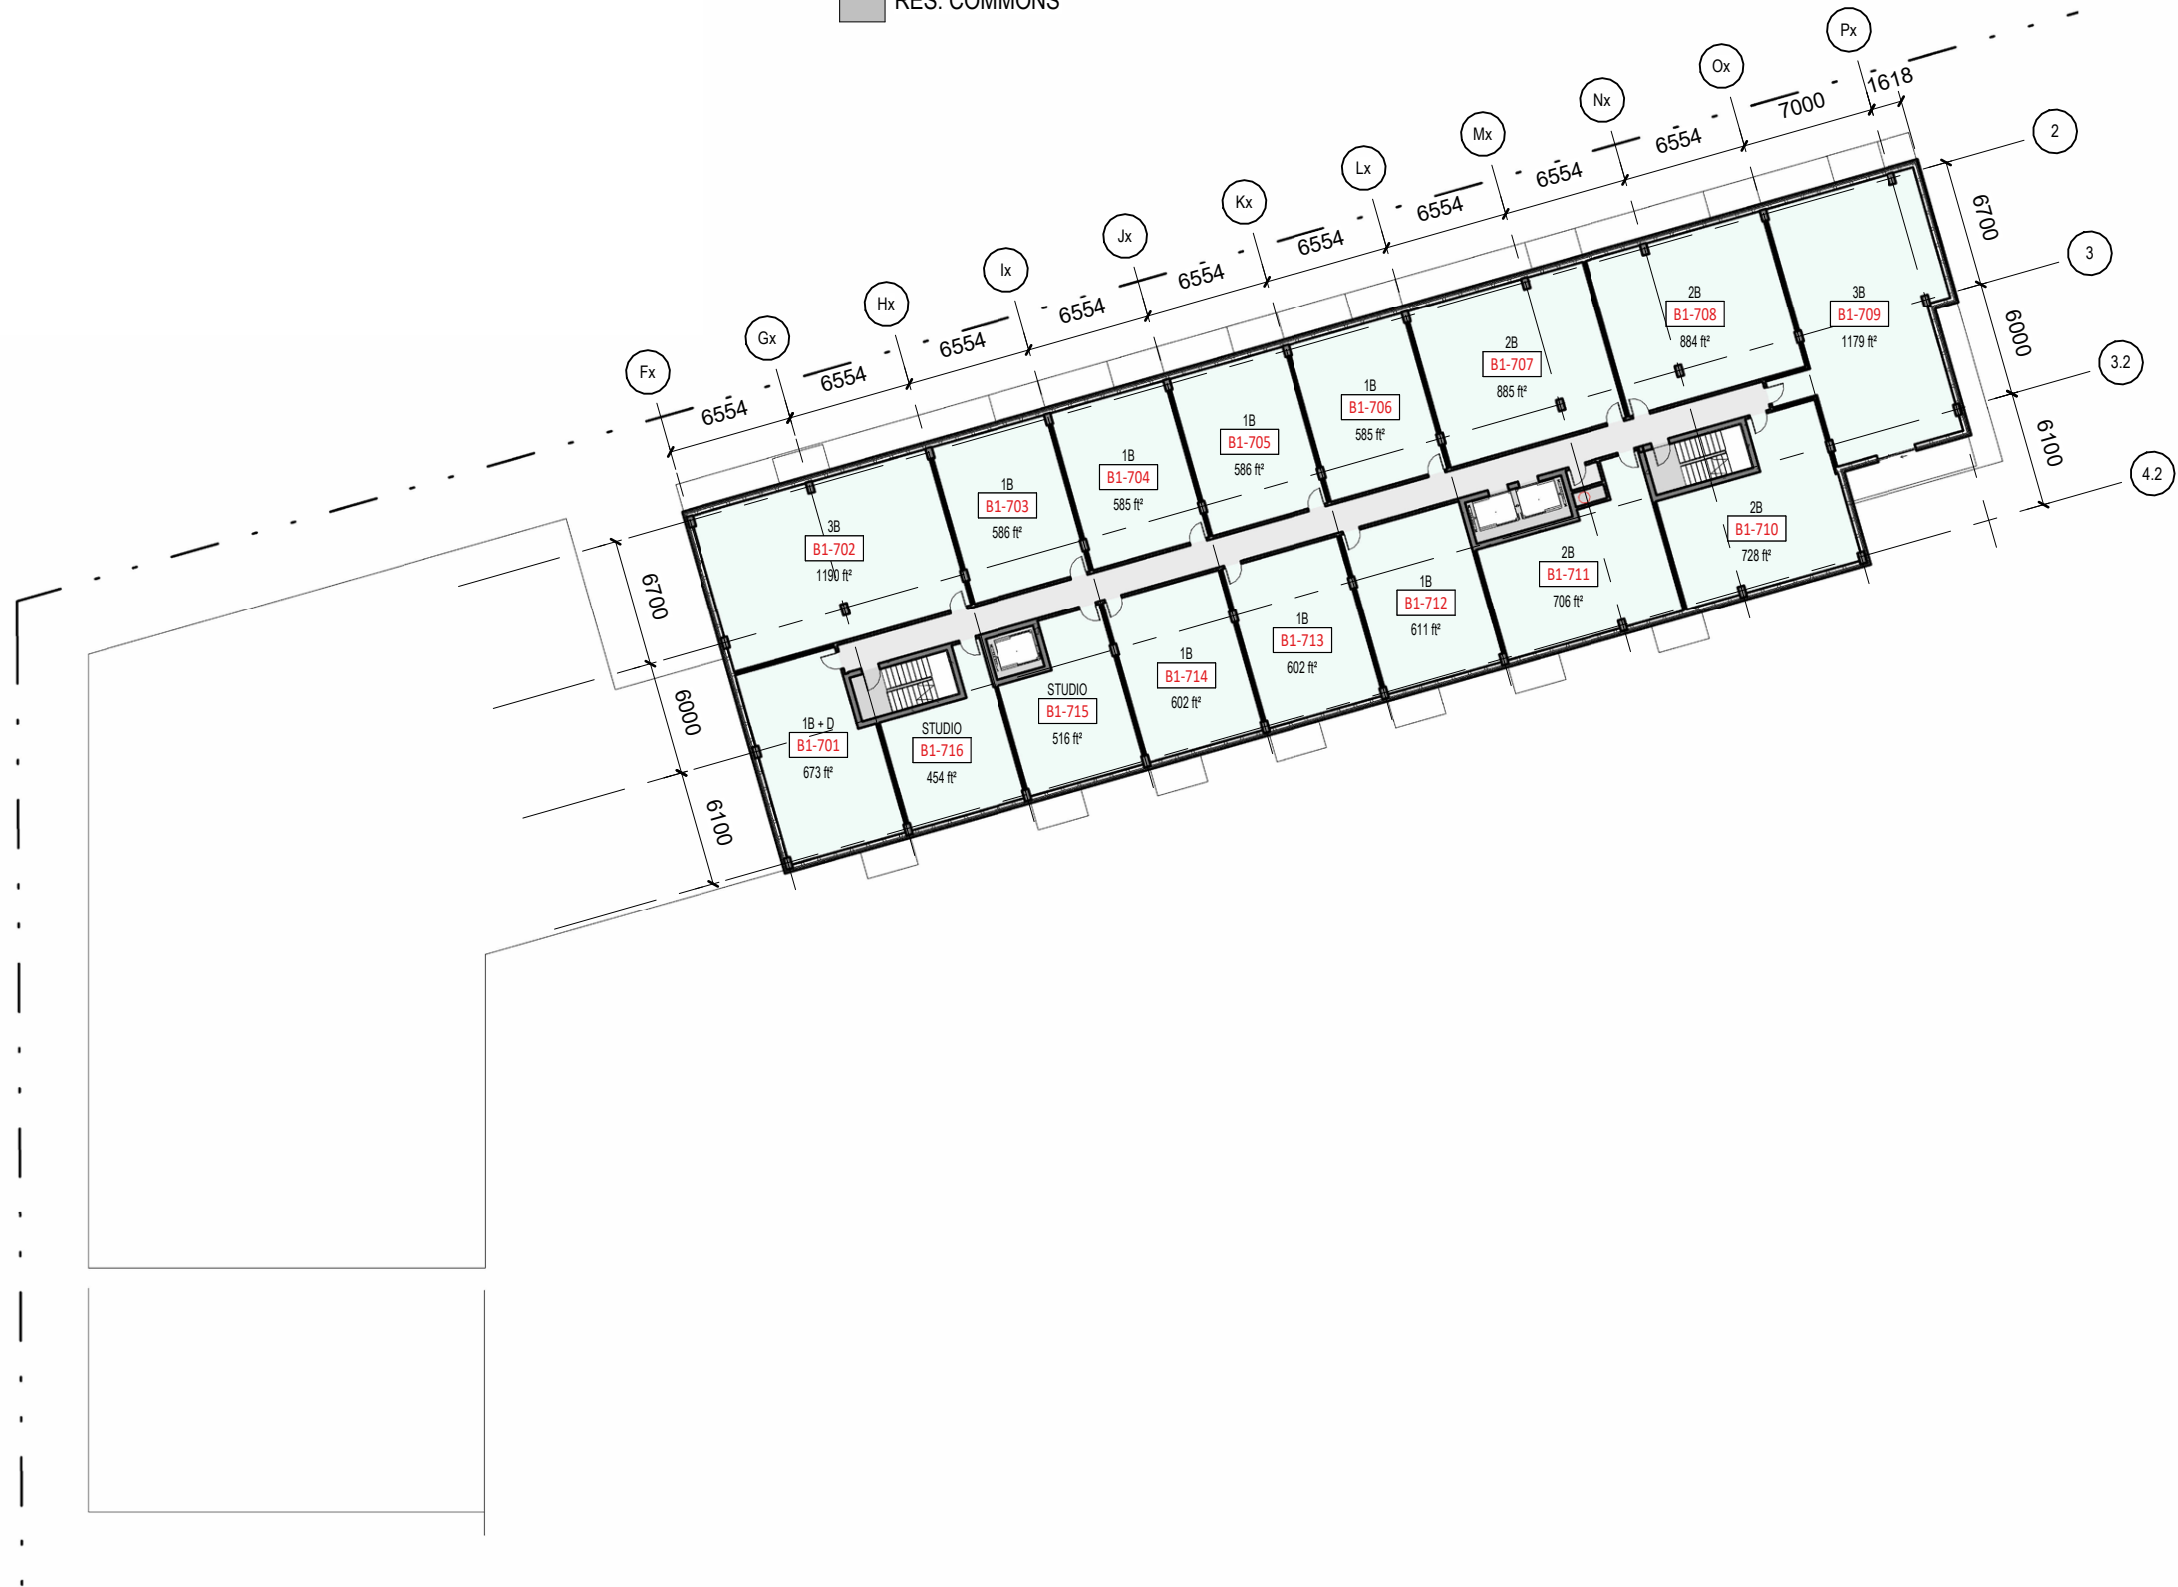 RES. COMMONS
Px
Ox
Nx
Mx
Lx
Kx
Jx
Ix
Hx
Gx
Fx
6554
6554
6554
6554
6554
6554
6554
6554
6554
7000
1618
2
3
3.2
4.2
6700
6000
6100
6700
6000
6100
3B
B1-702
1190 ft²
1B
B1-703
586 ft²
1B
B1-704
585 ft²
1B
B1-705
586 ft²
1B
B1-706
585 ft²
2B
B1-707
885 ft²
2B
B1-708
884 ft²
3B
B1-709
1179 ft²
1B + D
B1-701
673 ft²
STUDIO
B1-716
454 ft²
STUDIO
B1-715
516 ft²
1B
B1-714
602 ft²
1B
B1-713
602 ft²
1B
B1-712
611 ft²
2B
B1-711
706 ft²
2B
B1-710
728 ft²